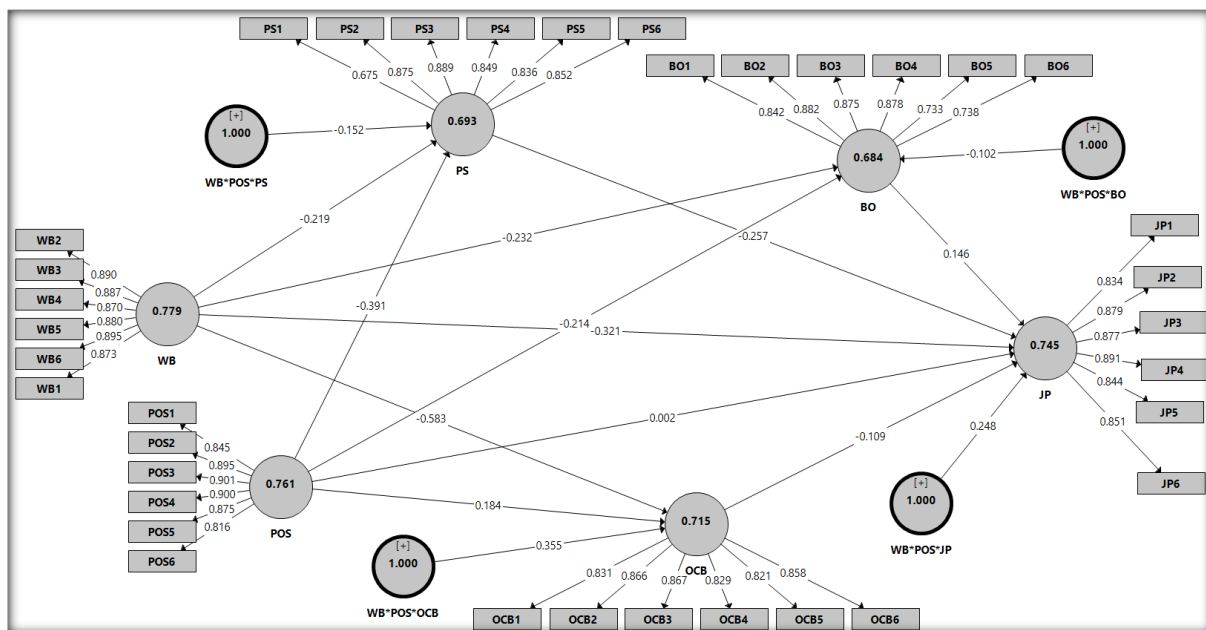 PS1 PS2 PS3 PS4 PS5 PS6
0.675 0.875 0.889 0.849 0.836 0.852
BO1 BO2 BO3 BO4 BO5 BO6
0.842 0.882 0.875 0.878 0.733 0.738
[+]
1.000
WB*POS*PS
-0.152
0.693
PS
0.684
BO
-0.102
[+]
1.000
WB*POS*BO
-0.219
-0.232
-0.257
0.146
WB2
WB3
WB4
WB5
WB6
WB1
0.890
0.887
0.870
0.880
0.895
0.873
0.779
WB
-0.391
-0.214
-0.321
-0.583
0.002
-0.109
0.184
0.248
0.355
JP1
JP2
JP3
JP4
JP5
JP6
0.834
0.879
0.877
0.891
0.844
0.851
0.745
JP
POS1
POS2
POS3
POS4
POS5
POS6
0.845
0.895
0.901
0.900
0.875
0.816
0.761
POS
[+]
1.000
WB*POS*JP
[+]
1.000
WB*POS*OCB
0.715
OCB
0.831 0.866 0.867 0.829 0.821 0.858
OCB1 OCB2 OCB3 OCB4 OCB5 OCB6